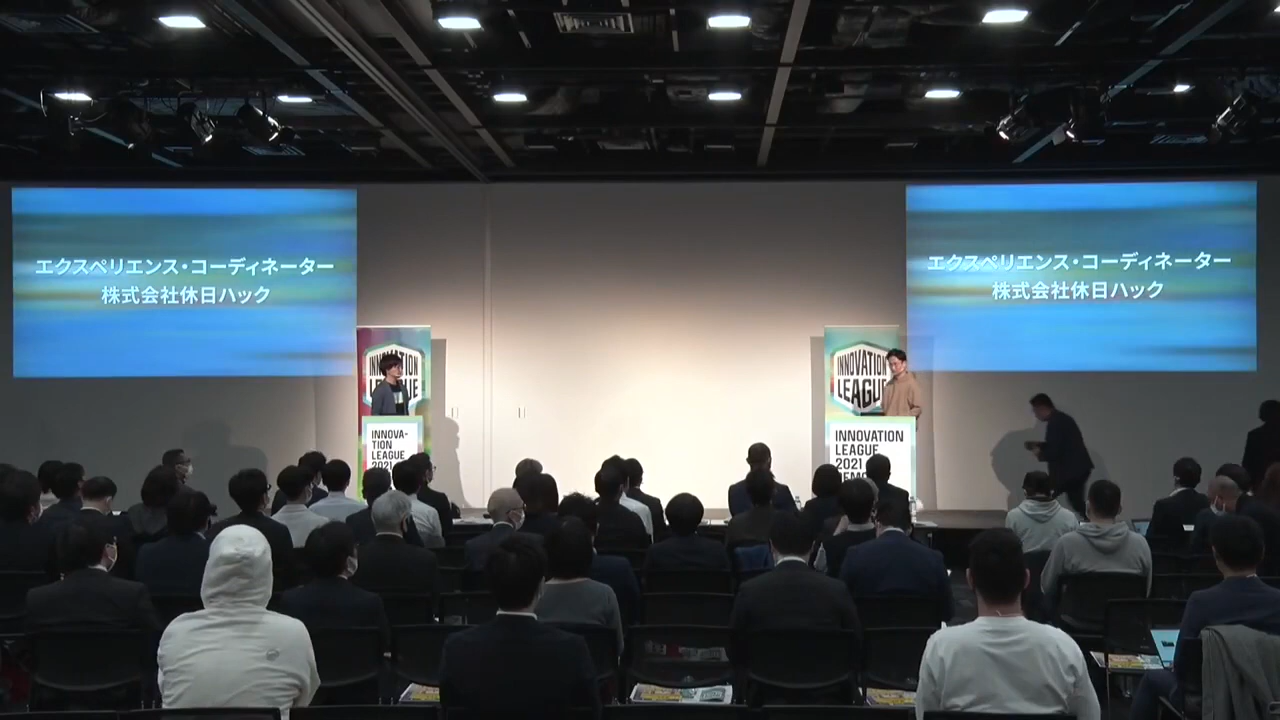 エクスペリエンス・コーディネーター
株式会社休日ハック
エクスペリエンス・コーディネーター
株式会社休日ハック
INNOVATION
LEAGUE
INNOVA-
TION
LEAGUE
2021
INNOVATION
LEAGUE
INNOVATION
LEAGUE
2021
DEMO